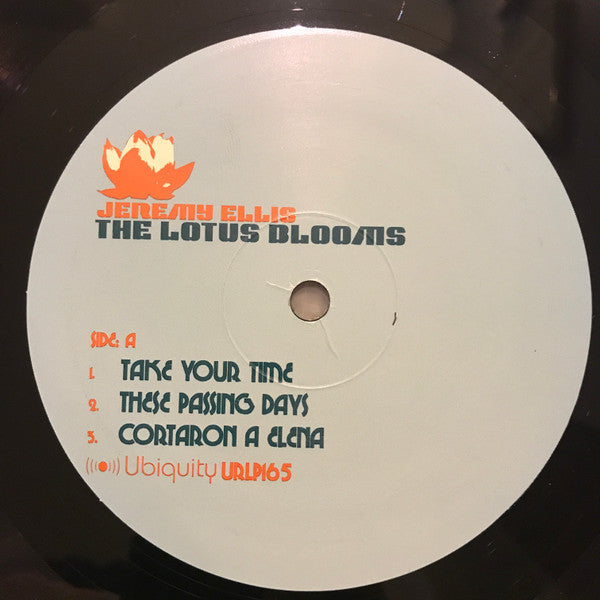 JEREMY ELLIS
THE LOTUS BLOOMS
SIDE: A
1. TAKE YOUR TIME
2. THESE PASSING DAYS
3. CORTARON A ELENA
Ubiquity URLP165